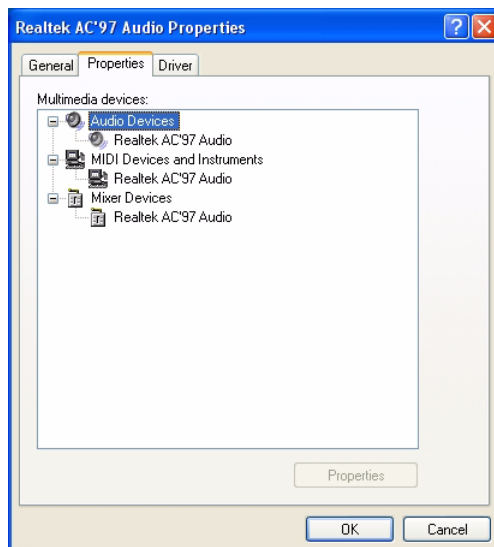 Realtek AC'97 Audio Properties
General Properties Driver
Multimedia devices:
Audio Devices
Realtek AC'97 Audio
MIDI Devices and Instruments
Realtek AC'97 Audio
Mixer Devices
Realtek AC'97 Audio
Properties
OK Cancel